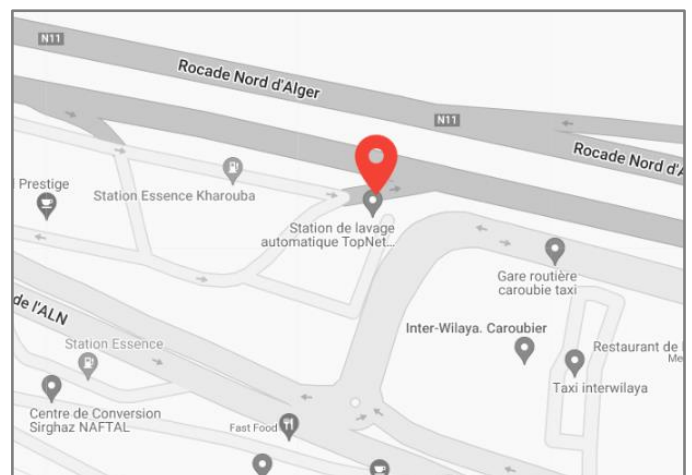 N11
Rocade Nord d'Alger
N11
Rocade Nord d'A
Prestige
Station Essence Kharouba
Station de lavage
automatique TopNet...
Gare routière
caroubie taxi
de l'ALN
Inter-Wilaya. Caroubier
Station Essence
Restaurant de
Me
Taxi interwilaya
Centre de Conversion
Sirghaz NAFTAL
Fast Food